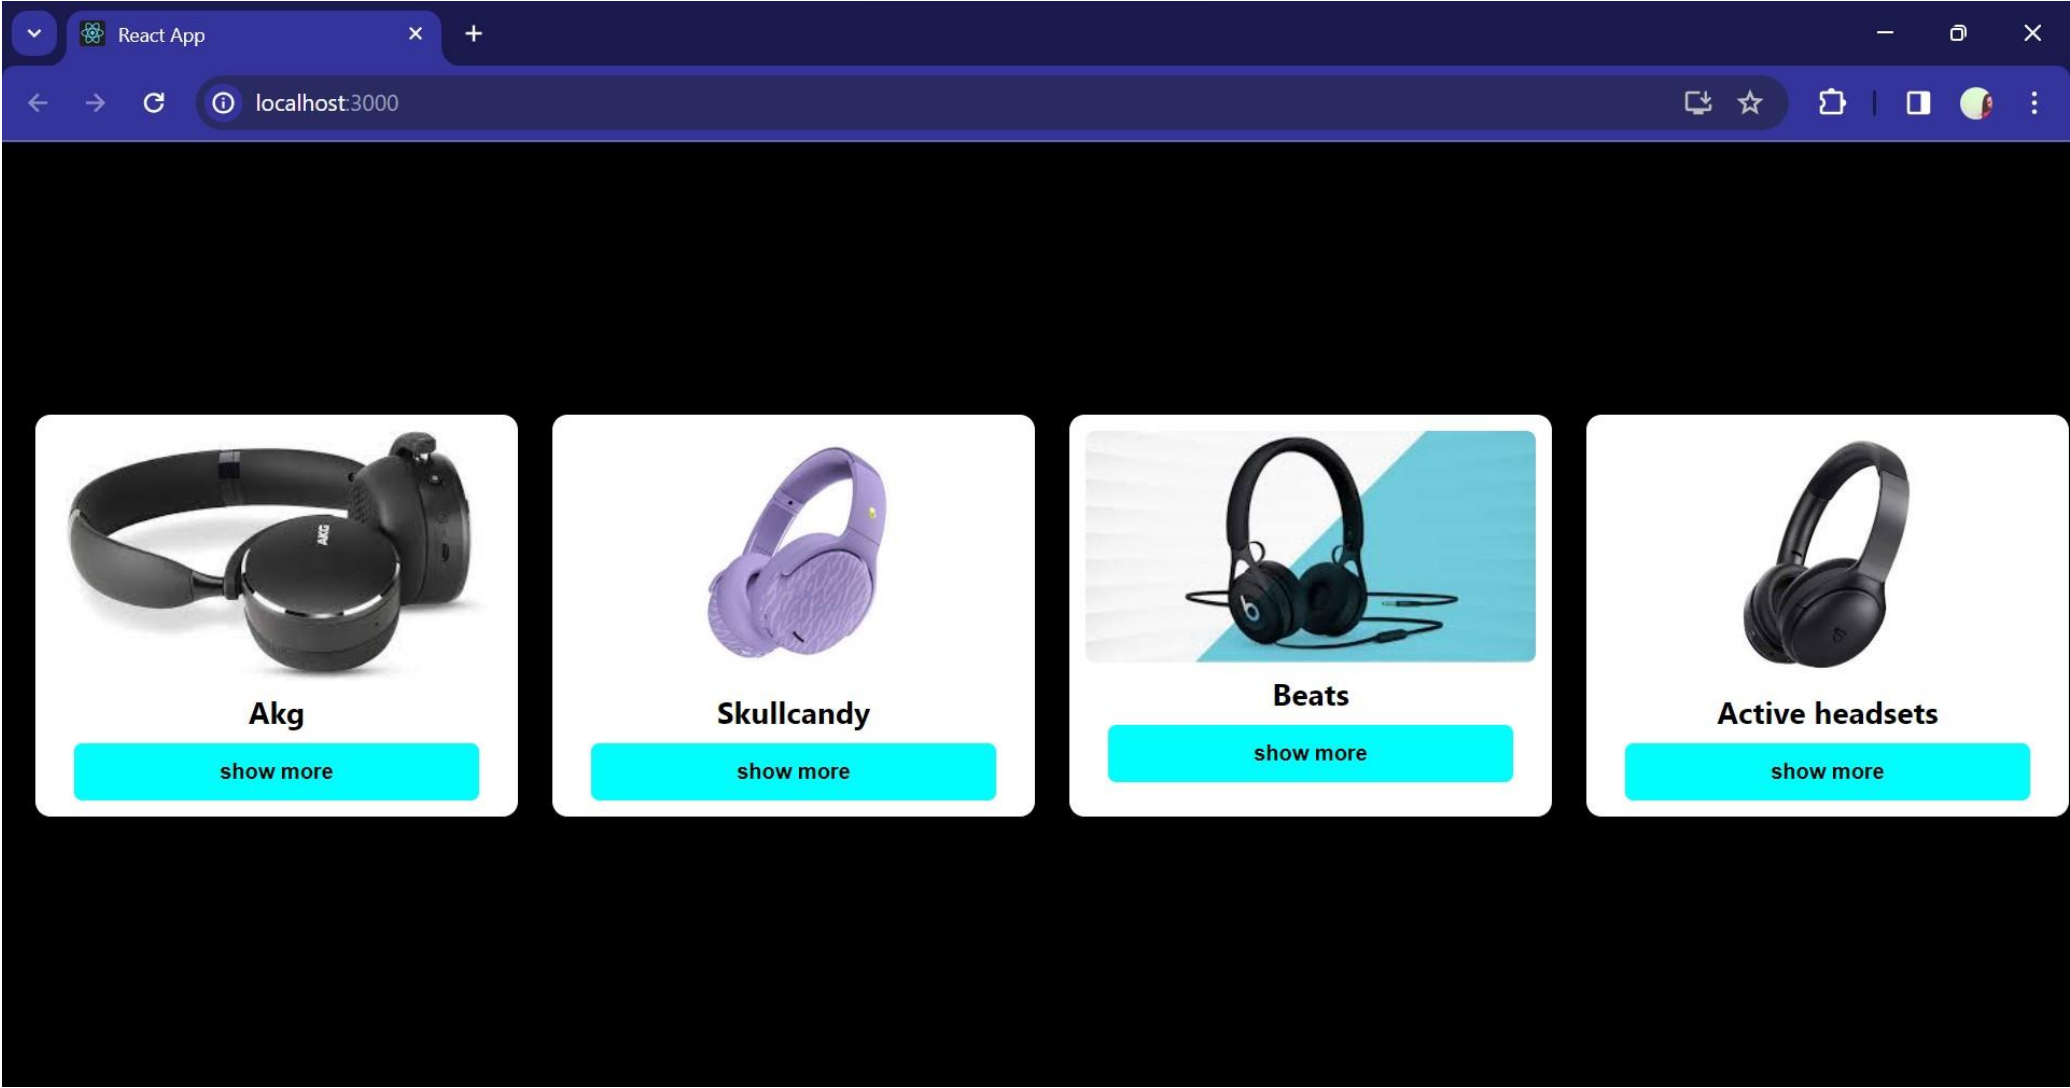 React App
localhost:3000
AKG
Akg
show more
Skullcandy
show more
Beats
show more
Active headsets
show more